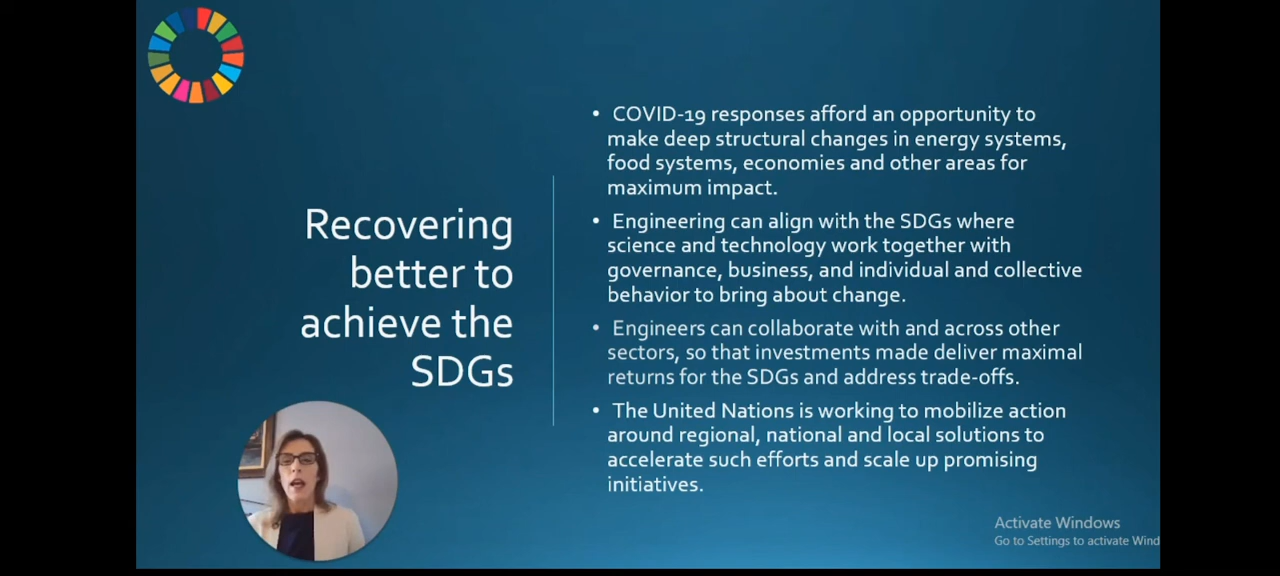 Recovering
better to
achieve the
SDGs
• COVID-19 responses afford an opportunity to
make deep structural changes in energy systems,
food systems, economies and other areas for
maximum impact.
• Engineering can align with the SDGs where
science and technology work together with
governance, business, and individual and collective
behavior to bring about change.
• Engineers can collaborate with and across other
sectors, so that investments made deliver maximal
returns for the SDGs and address trade-offs.
• The United Nations is working to mobilize action
around regional, national and local solutions to
accelerate such efforts and scale up promising
initiatives.
Activate Windows
Go to Settings to activate Wind